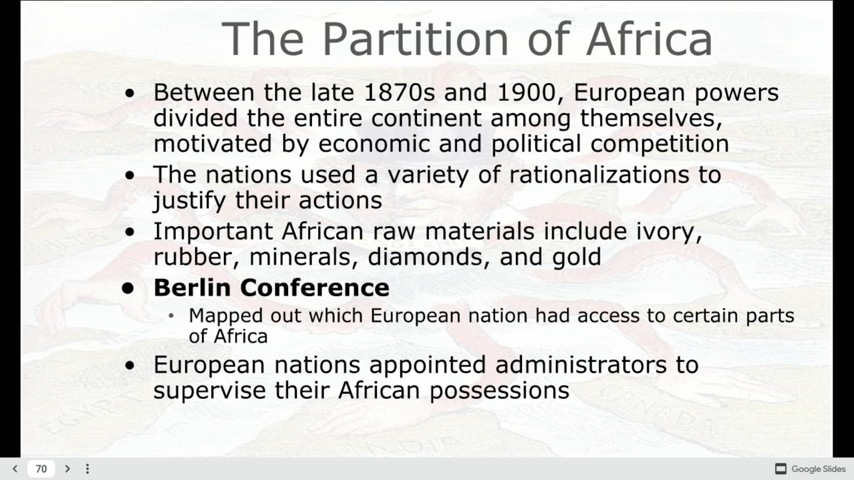 The Partition of Africa
• Between the late 1870s and 1900, European powers
divided the entire continent among themselves,
motivated by economic and political competition
• The nations used a variety of rationalizations to
justify their actions
• Important African raw materials include ivory,
rubber, minerals, diamonds, and gold
• Berlin Conference
• Mapped out which European nation had access to certain parts
of Africa
• European nations appointed administrators to
supervise their African possessions
EGYPT
INDIA
70
Google Slides